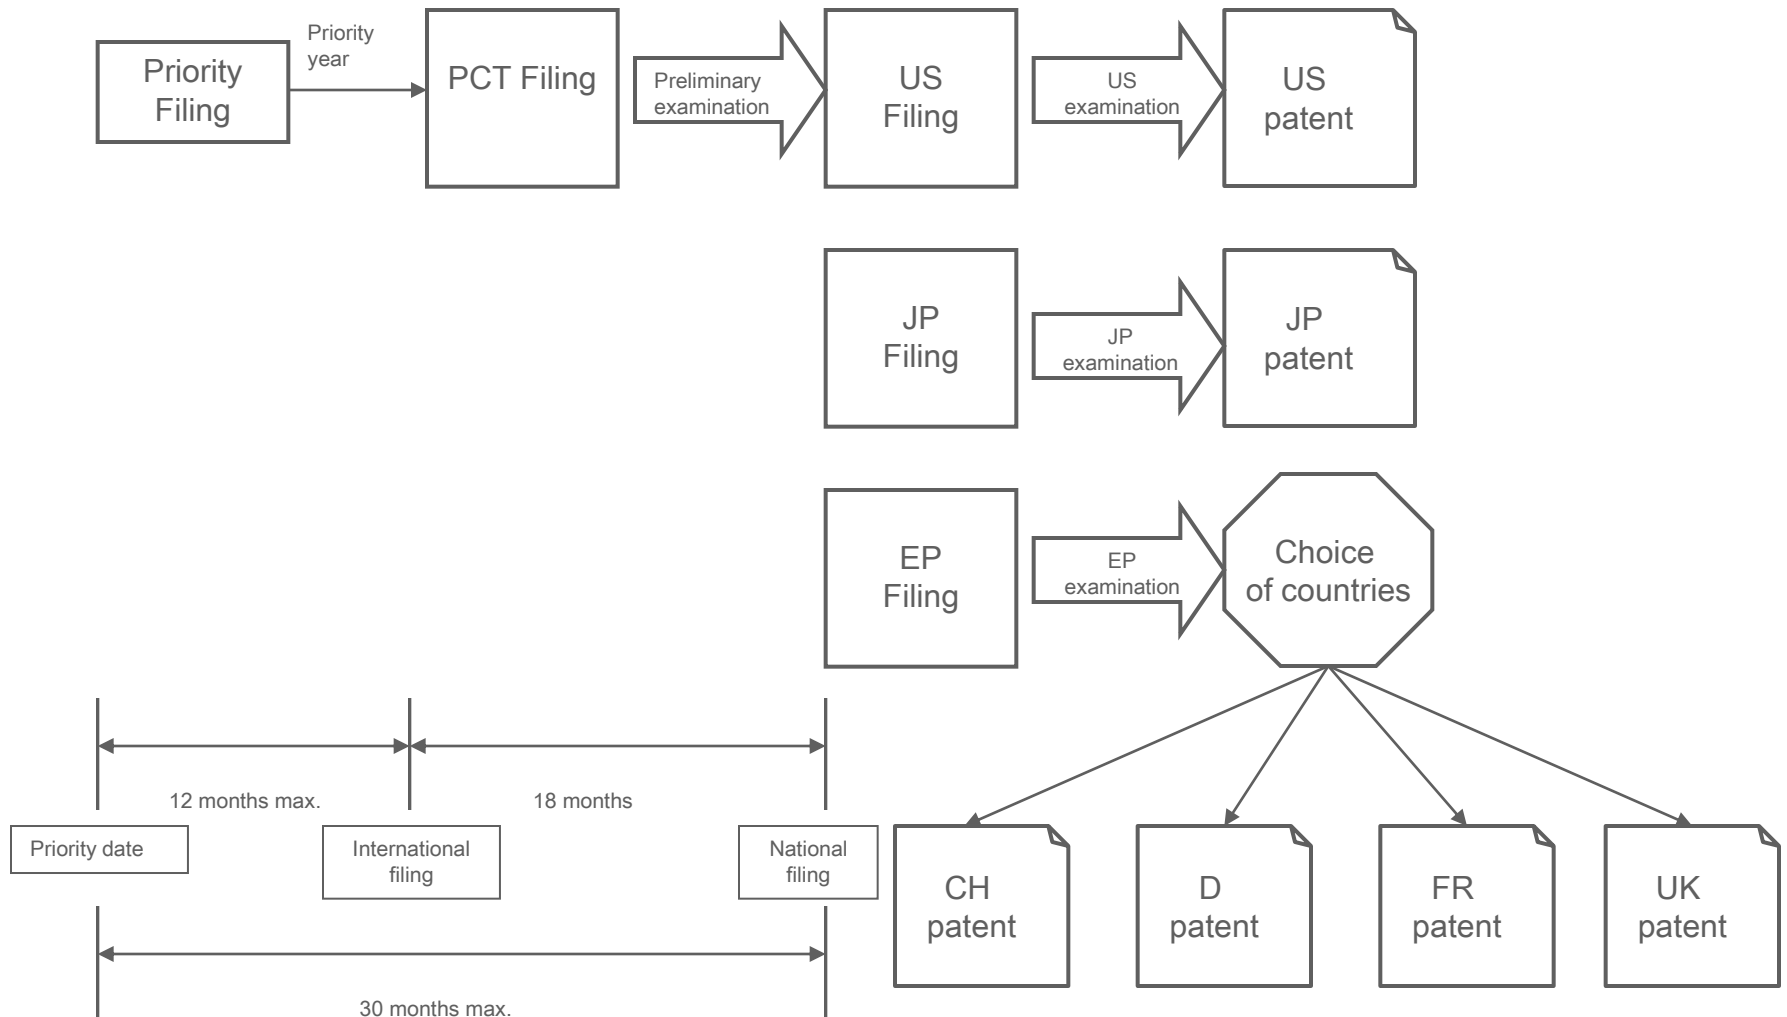 Priority
Filing
Priority
year
PCT Filing
Preliminary
examination
US
Filing
US
examination
US
patent
JP
Filing
JP
examination
JP
patent
EP
Filing
EP
examination
Choice
of countries
12 months max.
18 months
Priority date
International
filing
National
filing
30 months max.
CH
patent
D
patent
FR
patent
UK
patent